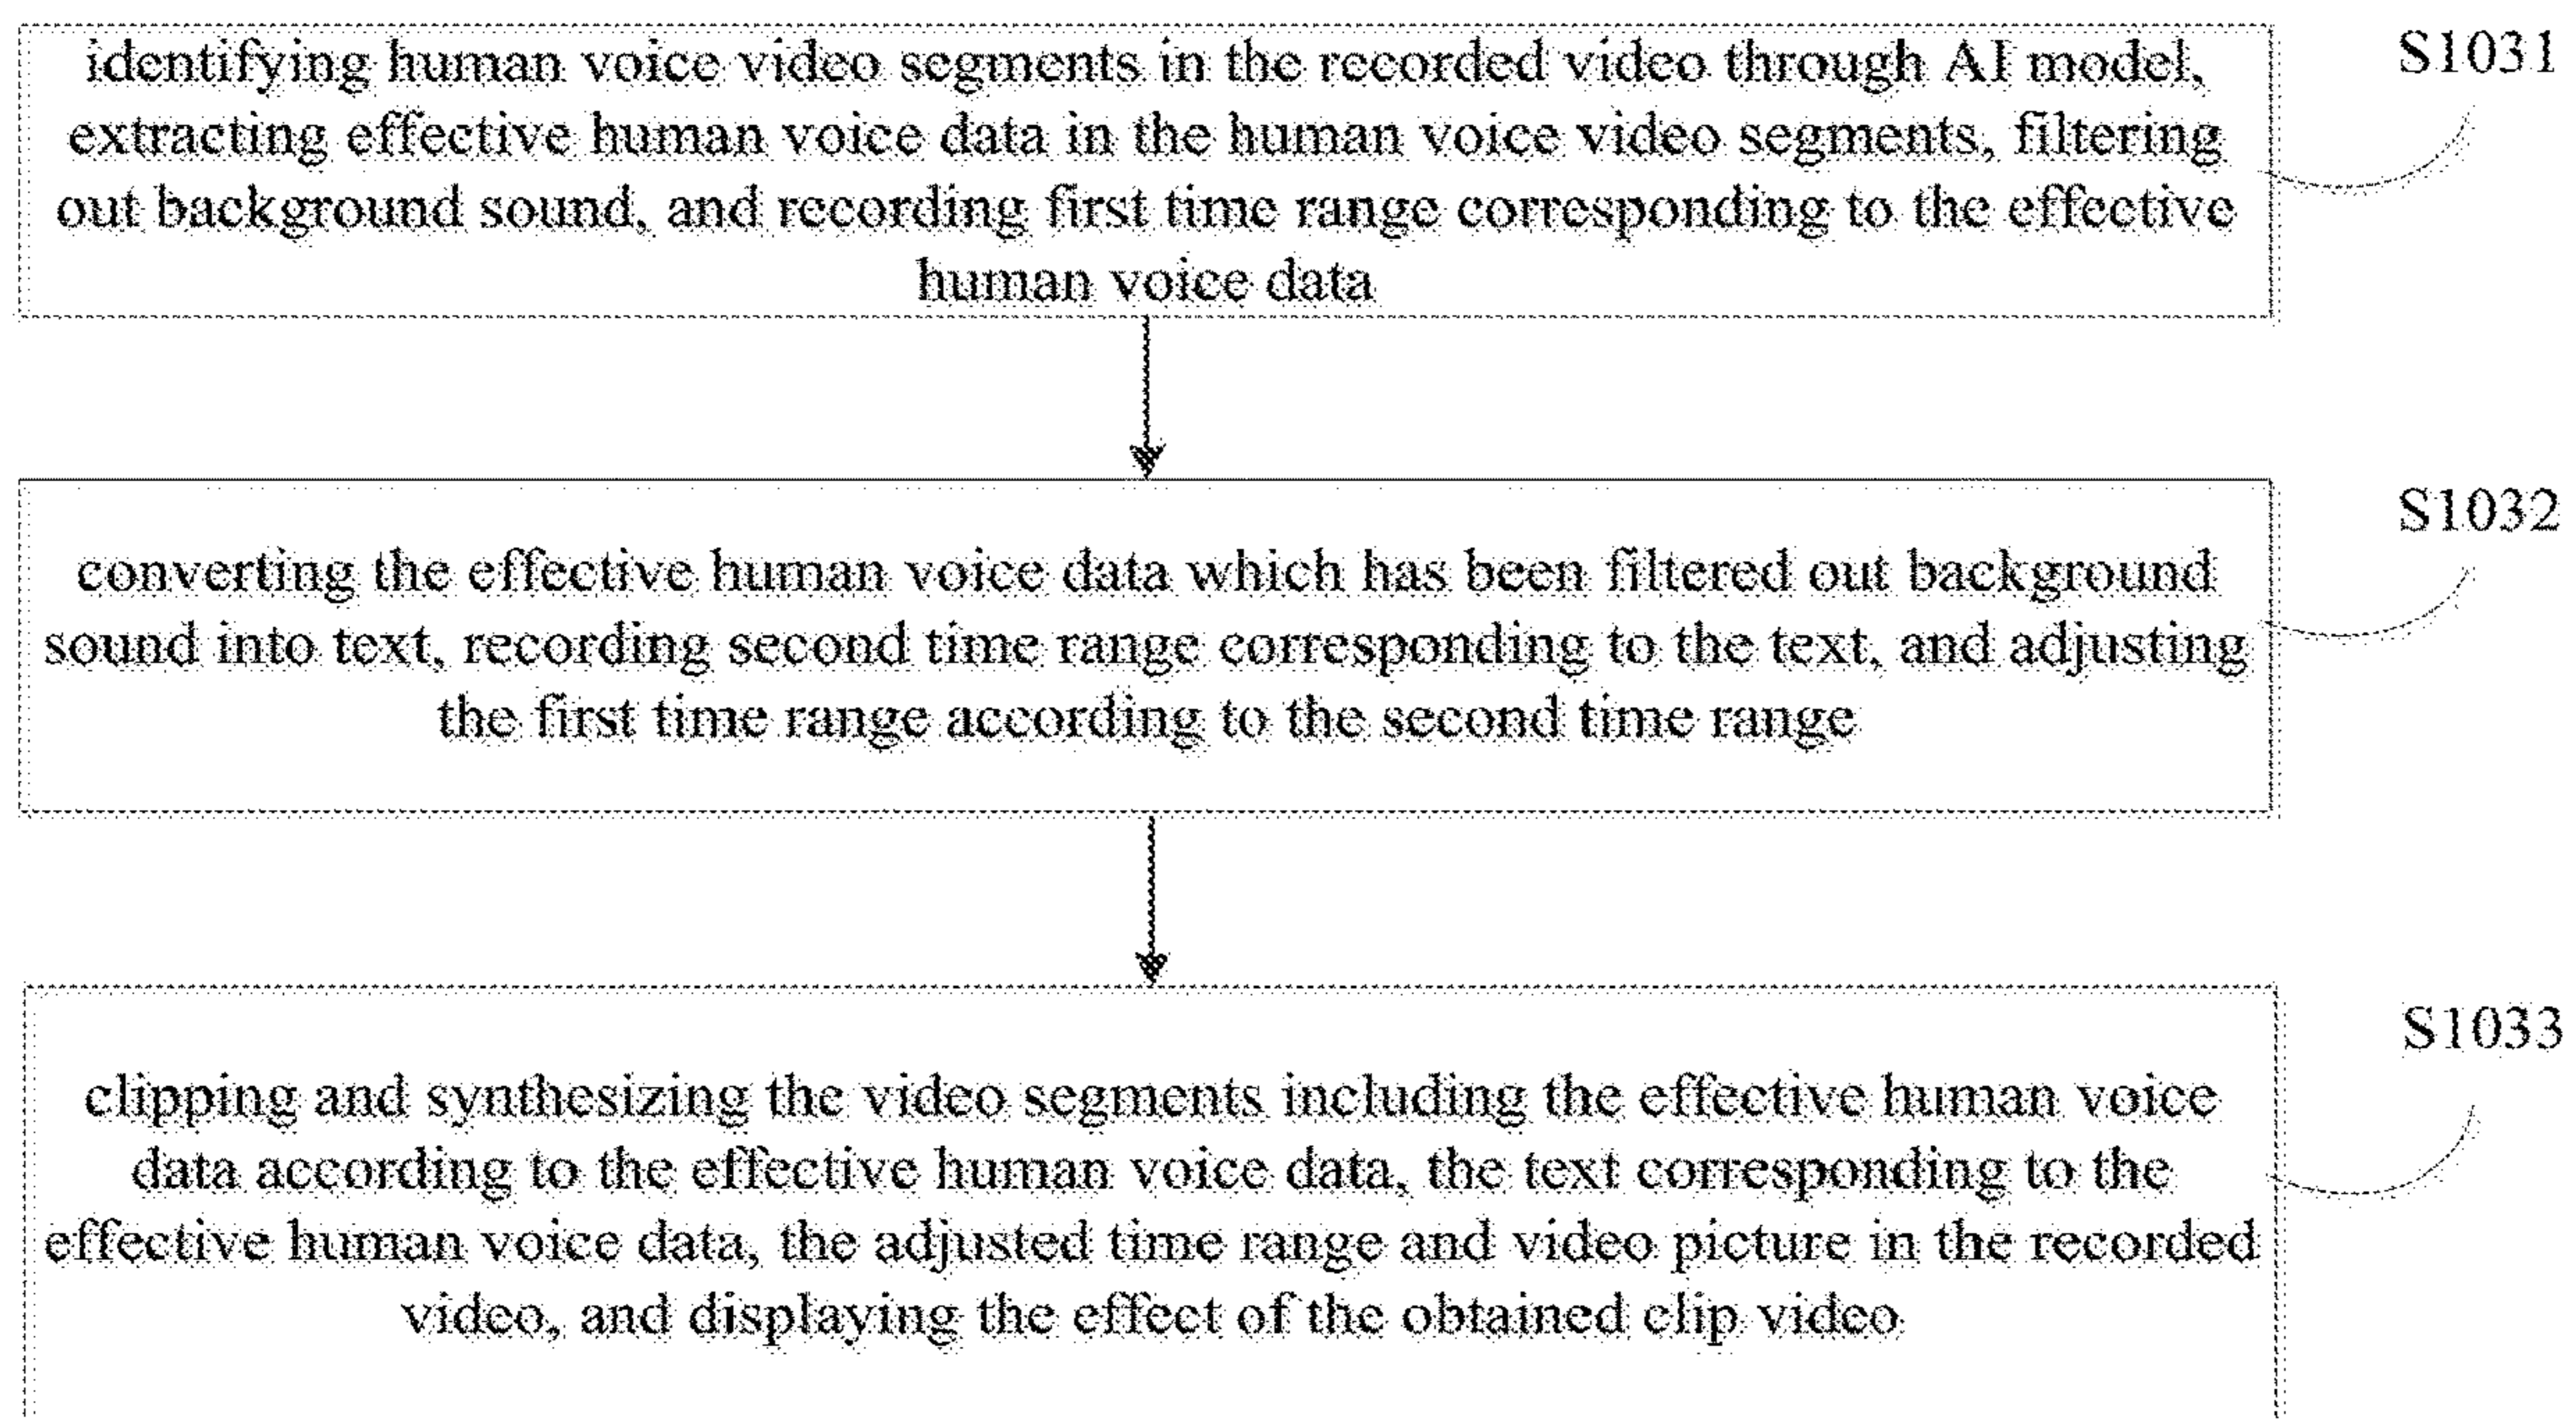 identifying human voice video segments in the recorded video through AI model,
extracting effective human voice data in the human voice video segments, filtering
out background sound, and recording first time range corresponding to the effective
human voice data
S1031
converting the effective human voice data which has been filtered out background
sound into text, recording second time range corresponding to the text, and adjusting
the first time range according to the second time range
S1032
clipping and synthesizing the video segments including the effective human voice
data according to the effective human voice data, the text corresponding to the
effective human voice data, the adjusted time range and video picture in the recorded
video, and displaying the effect of the obtained clip video
S1033